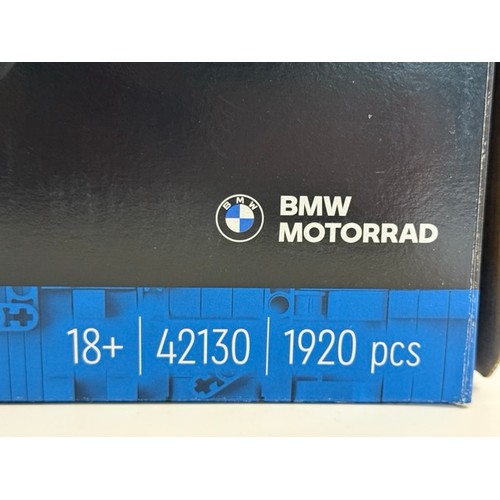 BMW
BMW
MOTORRAD
18+ | 42130 | 1920 pcs